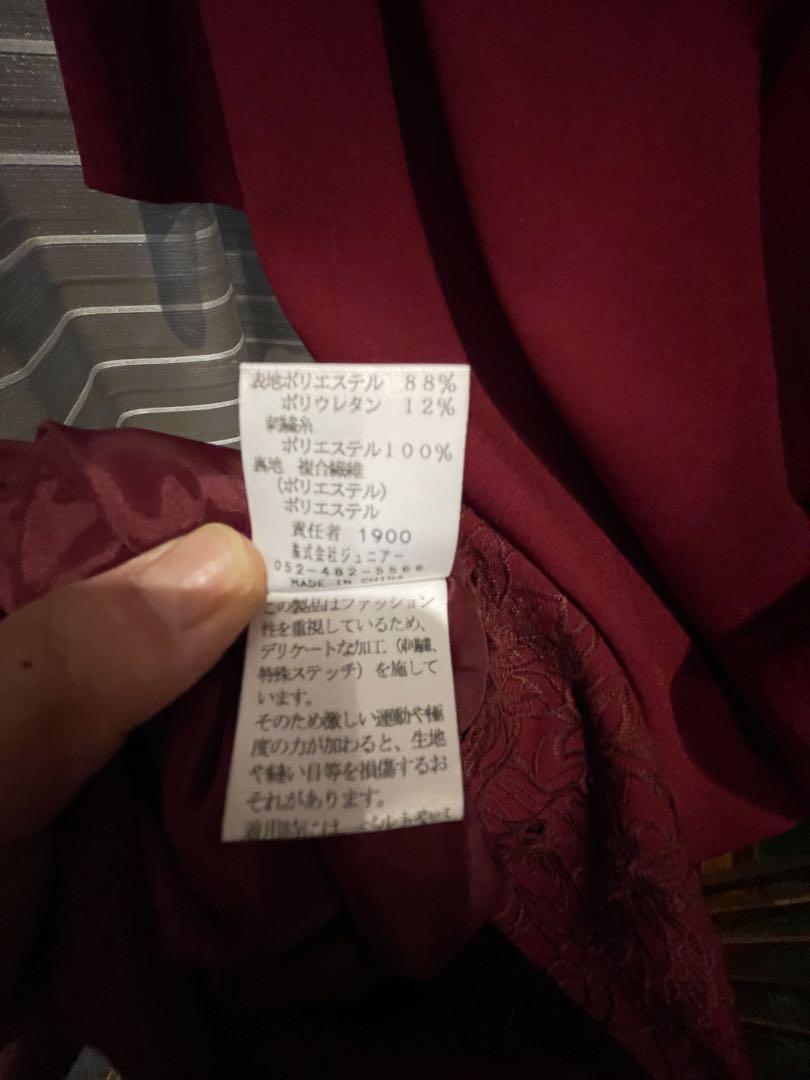 表地ポリエステル 88%
ポリウレタン 12%
刺繍糸
ポリエステル100%
裏地 複合繊維
(ポリエステル)
ポリエステル
責任者 1900
株式会社ジュニアー
052-482-5566
MADE IN CHINA
この製品はファッション
性を重視しているため、
デリケートな加工(刺繍、
特殊ステッチ)を施して
います。
そのため激しい運動や極
度の力が加わると、生地
や縫い目等を損傷するお
それがあります。
着用時には